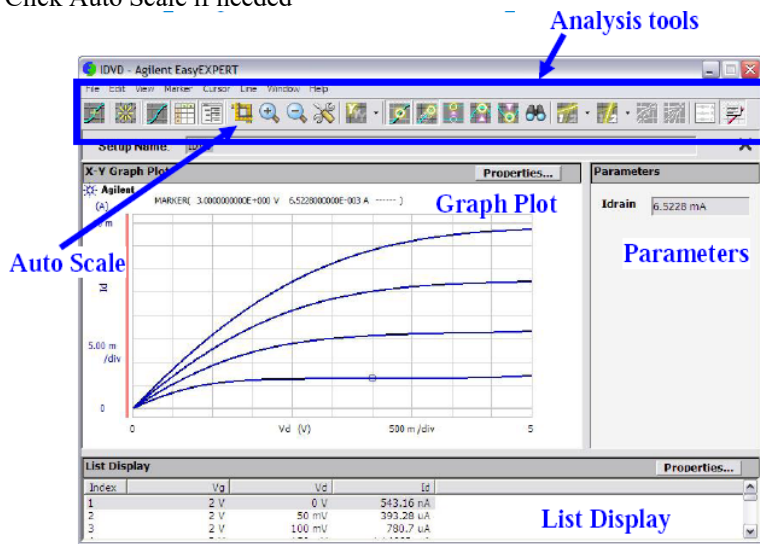 Click Auto Scale if needed
Analysis tools
IDVD - Agilent EasyEXPERT
File Edit View Marker Cursor Line Window Help
Setup Name:
X-Y Graph Plot
Properties...
Parameters
Agilent
(A)
MARKER( 3.0000000000E+000 V 6.5228000000E-003 A ------ )
Graph Plot
Idrain 6.5228 mA
Auto Scale
Parameters
Id
5.00 m
/div
0
0 Vd (V) 500 m/div 5
List Display
Properties...
Index Vg Vd Id
1 2 V 0 V 543.16 nA
2 2 V 50 mV 393.28 uA
3 2 V 100 mV 780.7 uA
List Display